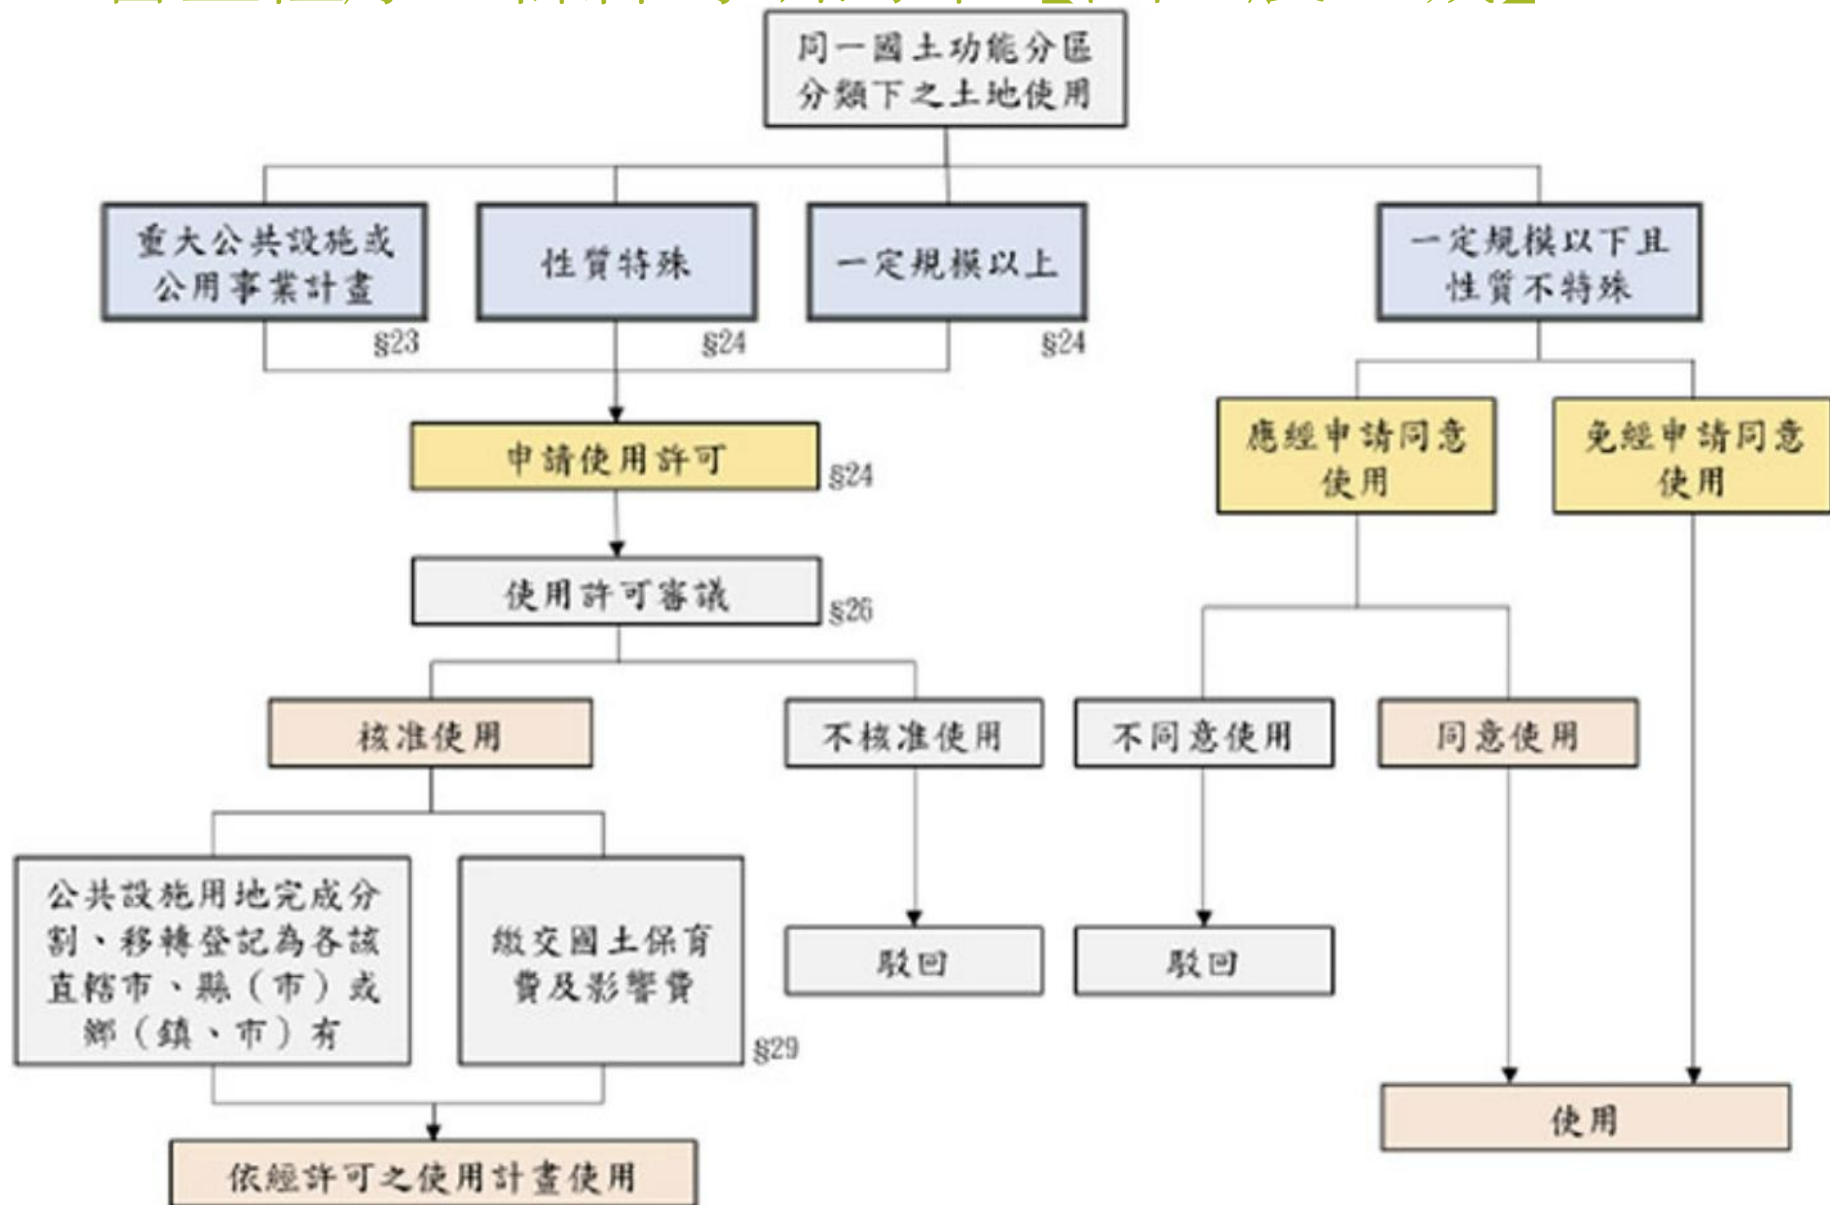 同一國土功能分區
分類下之土地使用
重大公共設施或
公用事業計畫
§23
性質特殊
§24
一定規模以上
§24
一定規模以下且
性質不特殊
申請使用許可
§24
應經申請同意
使用
免經申請同意
使用
使用許可審議
§26
核准使用
不核准使用
不同意使用
同意使用
公共設施用地完成分
割、移轉登記為各該
直轄市、縣（市）或
鄉（鎮、市）有
繳交國土保育
費及影響費
§29
駁回
駁回
使用
依經許可之使用計畫使用